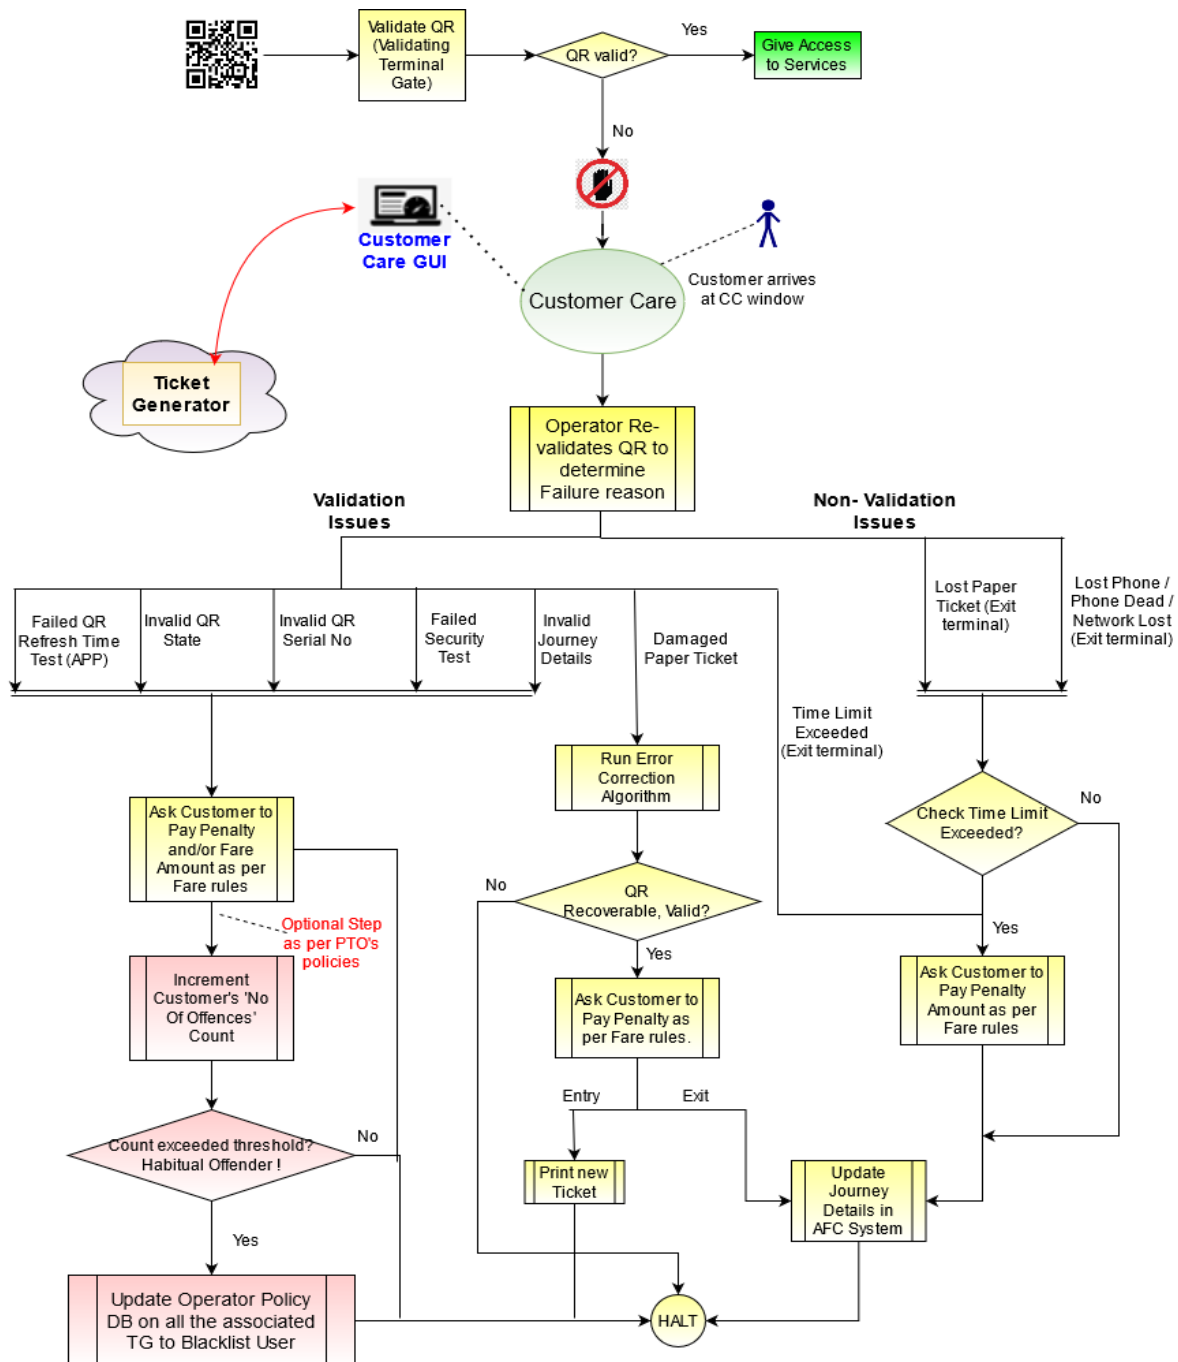 Validate QR
(Validating
Terminal
Gate)
QR valid?
Yes
Give Access
to Services
No
Customer
Care GUI
Customer Care
Customer arrives
at CC window
Ticket
Generator
Operator Re-
validates QR to
determine
Failure reason
Validation
Issues
Non- Validation
Issues
Failed QR
Refresh Time
Test (APP)
Invalid QR
State
Invalid QR
Serial No
Failed
Security
Test
Invalid
Journey
Details
Damaged
Paper Ticket
Lost Paper
Ticket (Exit
terminal)
Lost Phone /
Phone Dead /
Network Lost
(Exit terminal)
Time Limit
Exceeded
(Exit terminal)
Run Error
Correction
Algorithm
Check Time Limit
Exceeded?
No
Ask Customer to
Pay Penalty
and/or Fare
Amount as per
Fare rules
No
QR
Recoverable, Valid?
Yes
Yes
Optional Step
as per PTO's
policies
Increment
Customer's 'No
Of Offences'
Count
Ask Customer to
Pay Penalty as
per Fare rules.
Ask Customer to
Pay Penalty
Amount as per
Fare rules
Entry
Exit
Count exceeded threshold?
Habitual Offender !
No
Print new
Ticket
Update
Journey
Details in
AFC System
Yes
Update Operator Policy
DB on all the associated
TG to Blacklist User
HALT